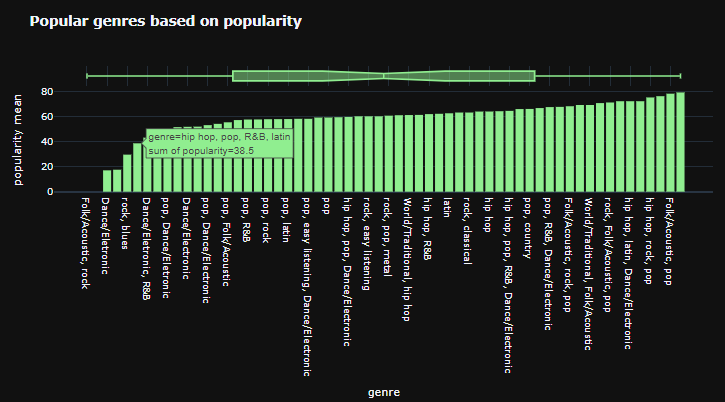 Popular genres based on popularity
popularity mean
80
60
40
20
0
genre=hip hop, pop, R&B, latin
sum of popularity=38.5
Folk/Acoustic, rock
Dance/Eletronic
rock, blues
Dance/Eletronic, R&B
pop, Dance/Eletronic
Dance/Electronic
pop, Dance/Electronic
pop, Folk/Acoustic
pop, R&B
pop, rock
pop, latin
pop, easy listening, Dance/Electronic
pop
hip hop, pop, Dance/Electronic
rock, easy listening
rock, pop, metal
World/Traditional, hip hop
hip hop, R&B
latin
rock, classical
hip hop
hip hop, pop, R&B, Dance/Electronic
pop, country
pop, R&B, Dance/Electronic
Folk/Acoustic, rock, pop
World/Traditional, Folk/Acoustic
rock, Folk/Acoustic, pop
hip hop, latin, Dance/Electronic
hip hop, rock, pop
Folk/Acoustic, pop
genre